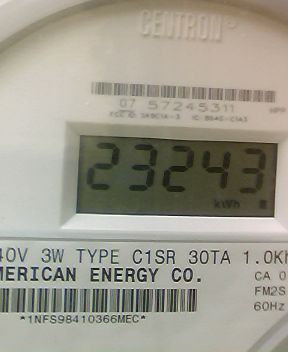 CENTRON
07 57245311
23243
kWh
40V 3W TYPE C1SR 30TA 1.0Kh
MERICAN ENERGY CO.
CA 0
FM2S
60Hz
*1NFS98410366MEC*